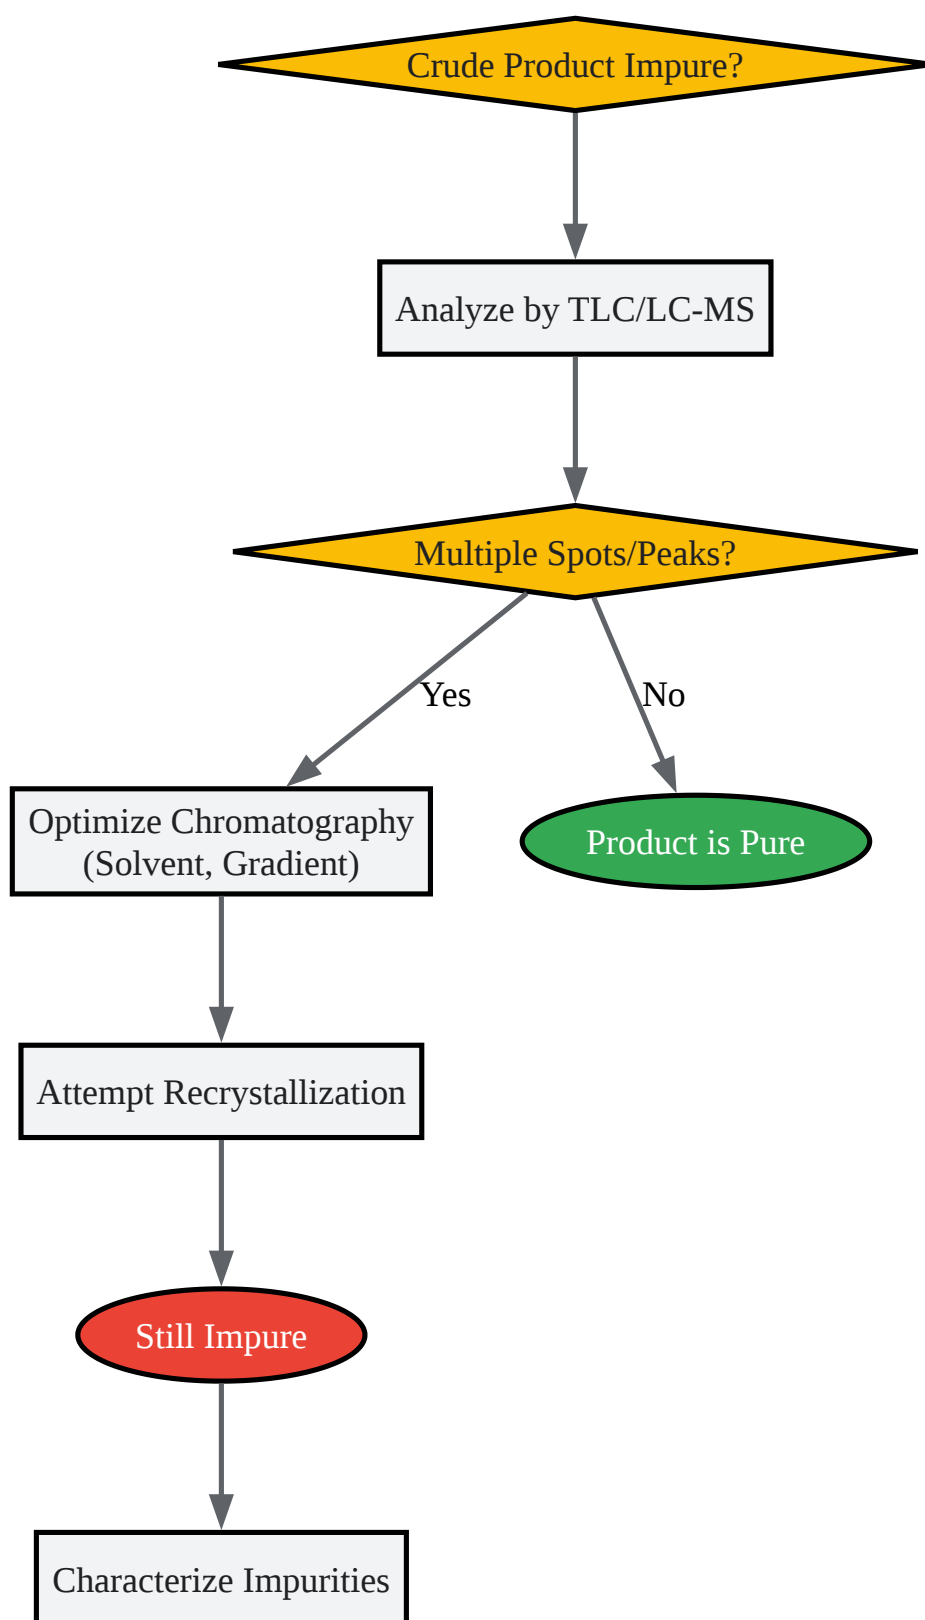 Crude Product Impure?
Analyze by TLC/LC-MS
Multiple Spots/Peaks?
Yes
No
Optimize Chromatography
(Solvent, Gradient)
Product is Pure
Attempt Recrystallization
Still Impure
Characterize Impurities